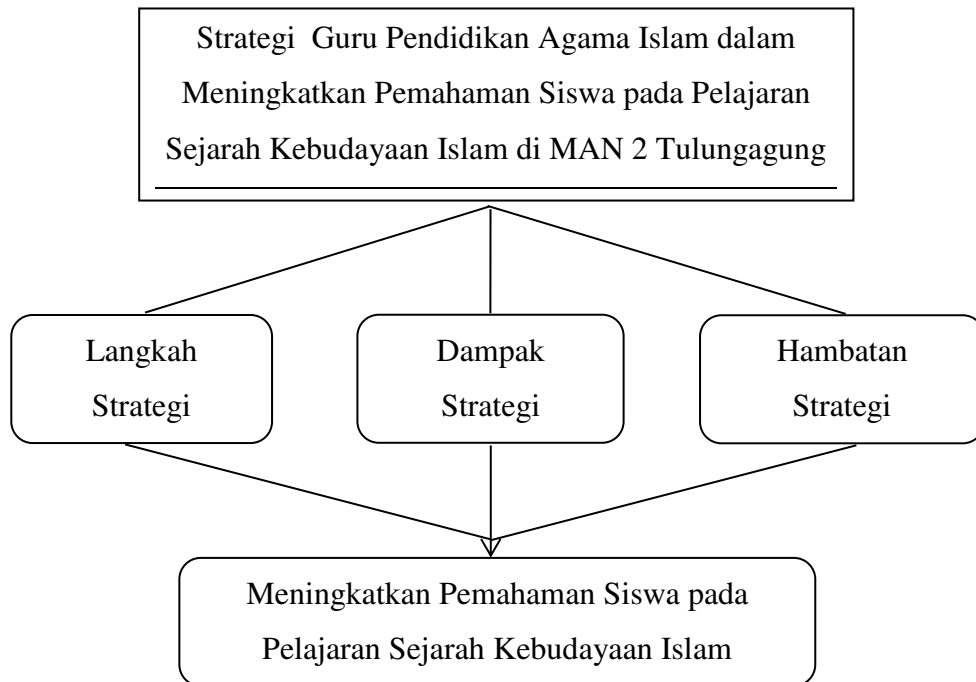 Strategi Guru Pendidikan Agama Islam dalam
Meningkatkan Pemahaman Siswa pada Pelajaran
Sejarah Kebudayaan Islam di MAN 2 Tulungagung
Langkah
Strategi
Dampak
Strategi
Hambatan
Strategi
Meningkatkan Pemahaman Siswa pada
Pelajaran Sejarah Kebudayaan Islam